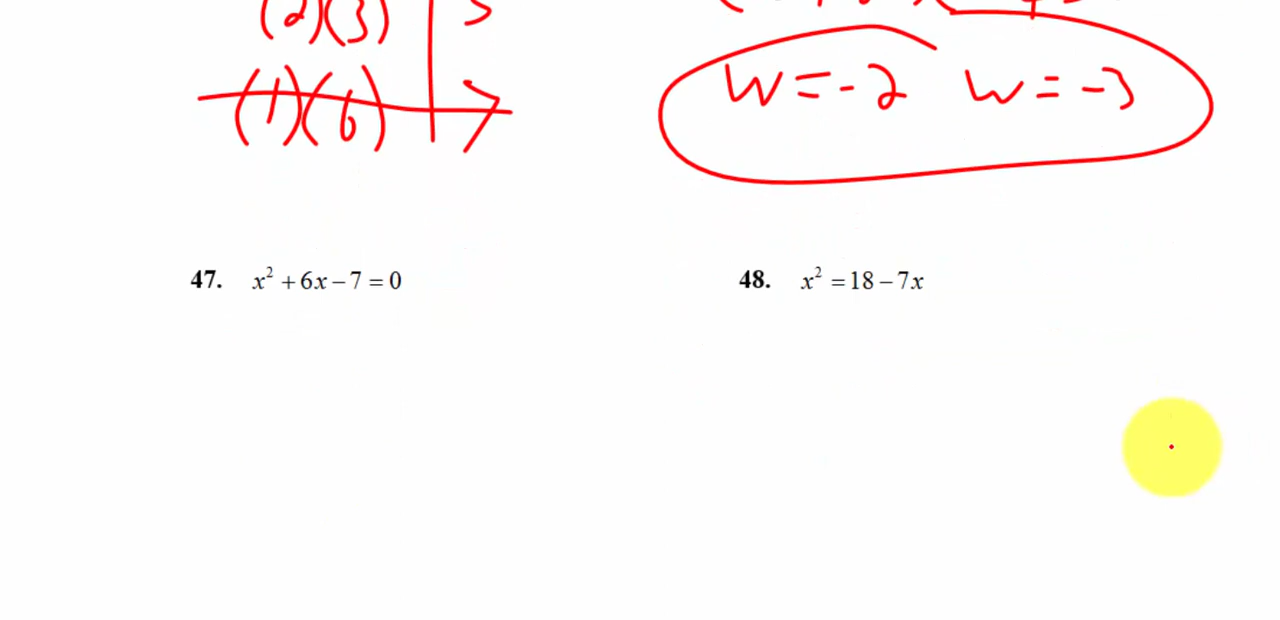 (2)(3) 5
(1)(6) 7
W = -2 W = -3
47. x² + 6x – 7 = 0
48. x² = 18 – 7x